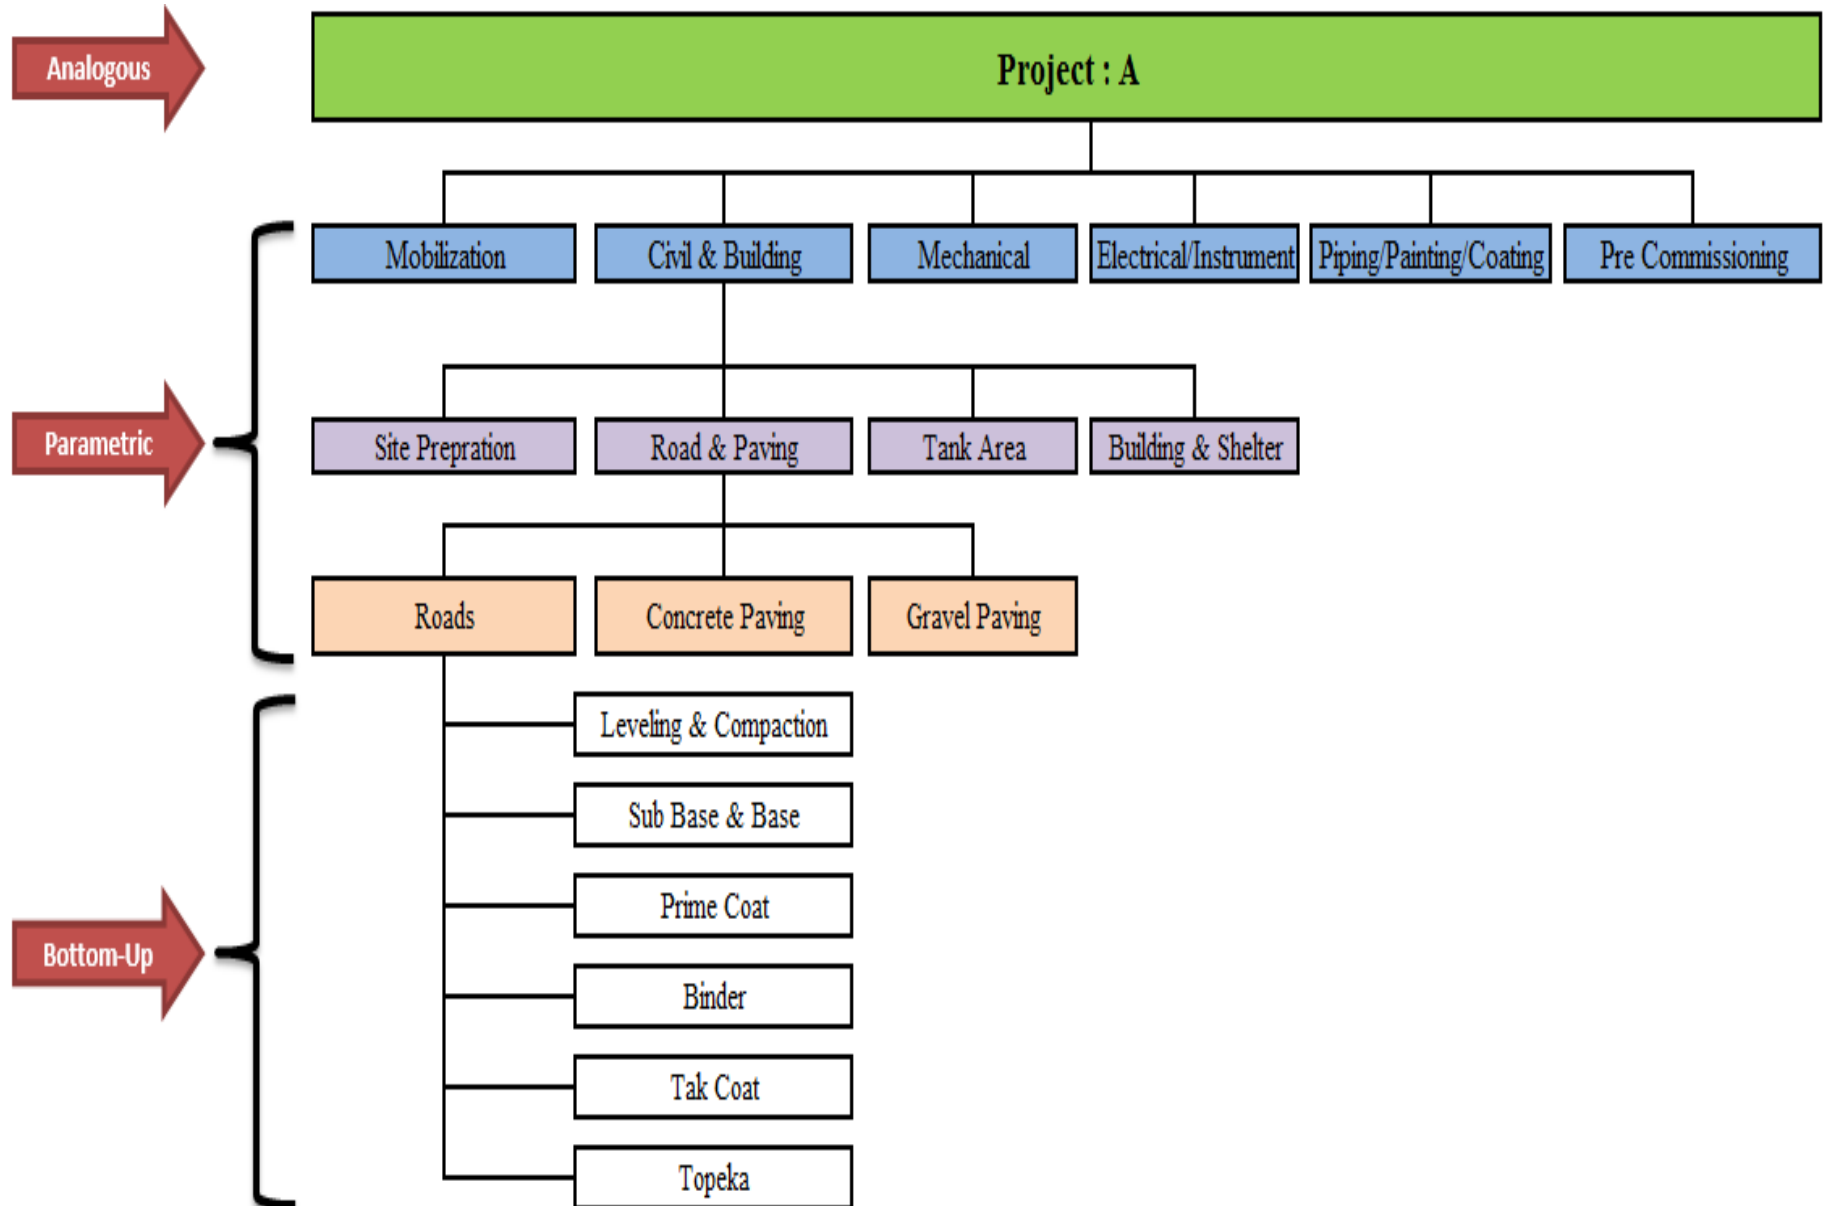 Analogous
Project : A
Mobilization
Civil & Building
Mechanical
Electrical/Instrument
Piping/Painting/Coating
Pre Commissioning
Parametric
Site Prepration
Road & Paving
Tank Area
Building & Shelter
Roads
Concrete Paving
Gravel Paving
Leveling & Compaction
Sub Base & Base
Prime Coat
Bottom-Up
Binder
Tak Coat
Topeka